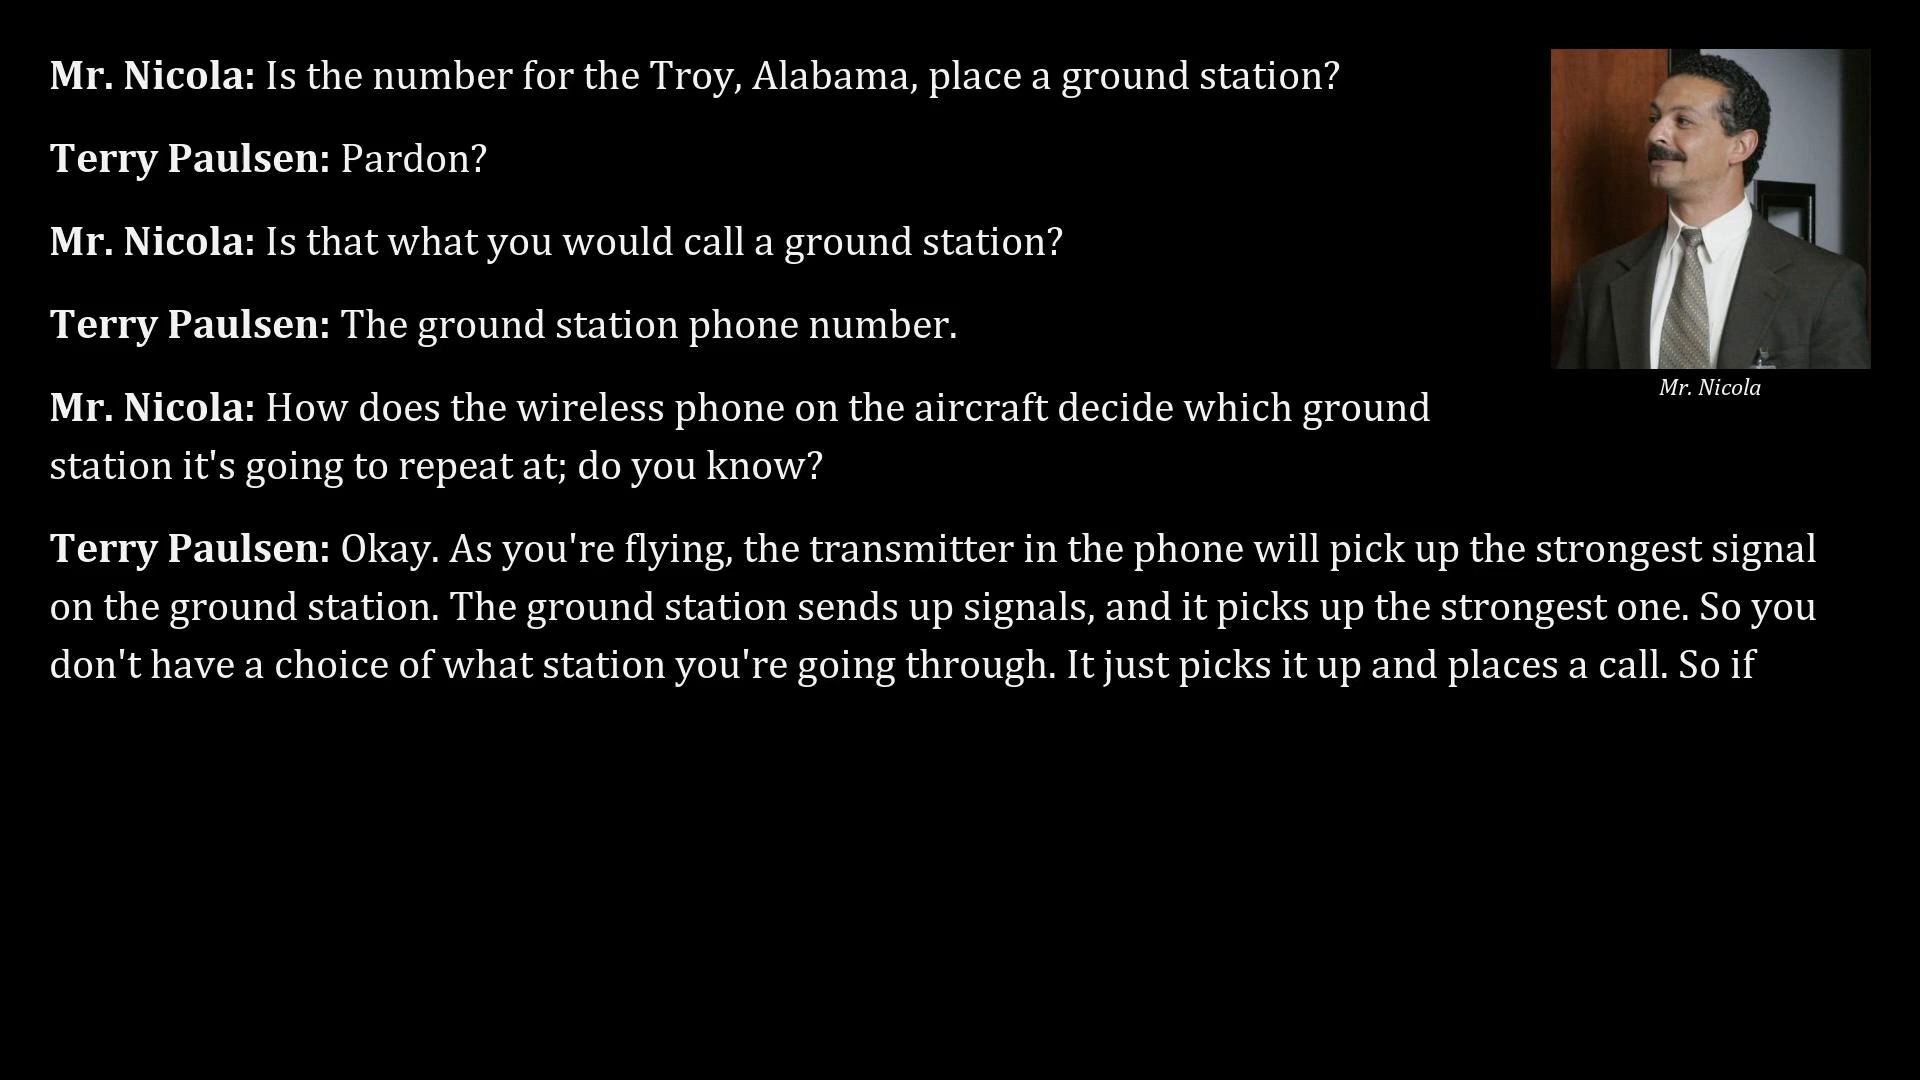 Mr. Nicola: Is the number for the Troy, Alabama, place a ground station?
Terry Paulsen: Pardon?
Mr. Nicola: Is that what you would call a ground station?
Terry Paulsen: The ground station phone number.
Mr. Nicola
Mr. Nicola: How does the wireless phone on the aircraft decide which ground
station it's going to repeat at; do you know?
Terry Paulsen: Okay. As you're flying, the transmitter in the phone will pick up the strongest signal
on the ground station. The ground station sends up signals, and it picks up the strongest one. So you
don't have a choice of what station you're going through. It just picks it up and places a call. So if